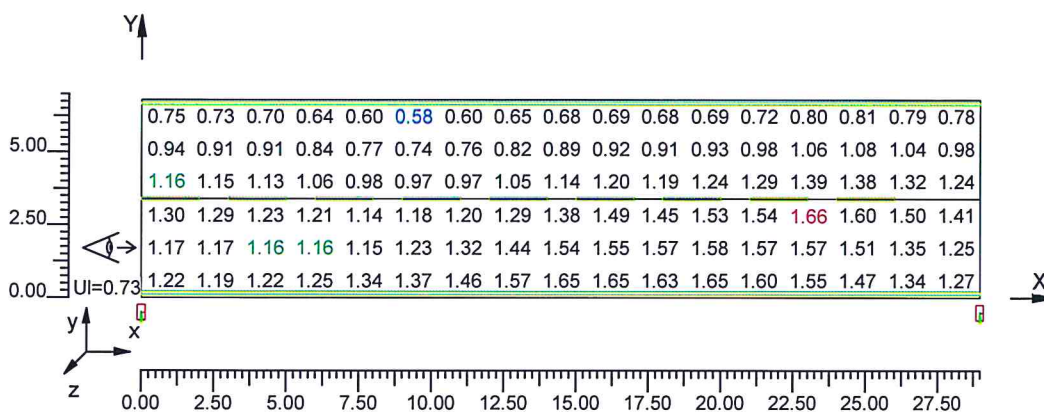 Y
0.75 0.73 0.70 0.64 0.60 0.58 0.60 0.65 0.68 0.69 0.68 0.69 0.72 0.80 0.81 0.79 0.78
5.00 0.94 0.91 0.91 0.84 0.77 0.74 0.76 0.82 0.89 0.92 0.91 0.93 0.98 1.06 1.08 1.04 0.98
1.16 1.15 1.13 1.06 0.98 0.97 0.97 1.05 1.14 1.20 1.19 1.24 1.29 1.39 1.38 1.32 1.24
2.50 1.30 1.29 1.23 1.21 1.14 1.18 1.20 1.29 1.38 1.49 1.45 1.53 1.54 1.66 1.60 1.50 1.41
1.17 1.17 1.16 1.16 1.15 1.23 1.32 1.44 1.54 1.55 1.57 1.58 1.57 1.57 1.51 1.35 1.25
0.00 UI=0.73 1.22 1.19 1.22 1.25 1.34 1.37 1.46 1.57 1.65 1.65 1.63 1.65 1.60 1.55 1.47 1.34 1.27
X
y
x
z
0.00 2.50 5.00 7.50 10.00 12.50 15.00 17.50 20.00 22.50 25.00 27.50